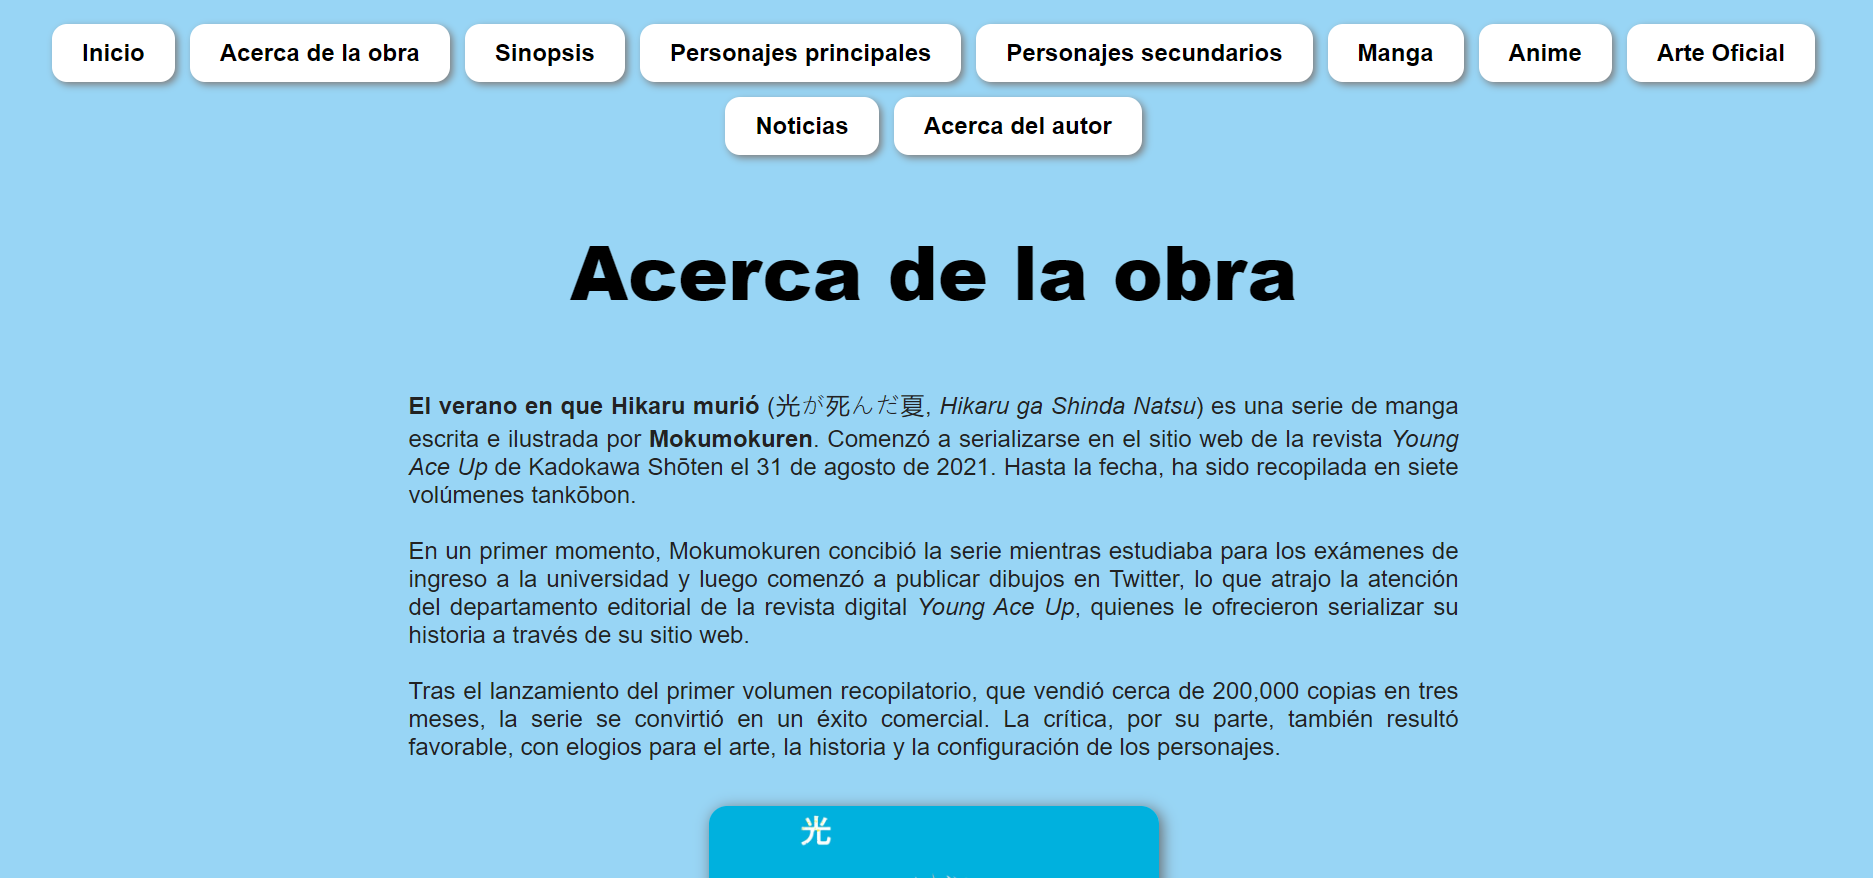 Inicio Acerca de la obra Sinopsis Personajes principales Personajes secundarios Manga Anime Arte Oficial
Noticias Acerca del autor
Acerca de la obra
El verano en que Hikaru murió (光が死んだ夏, Hikaru ga Shinda Natsu) es una serie de manga
escrita e ilustrada por Mokumokuren. Comenzó a serializarse en el sitio web de la revista Young
Ace Up de Kadokawa Shōten el 31 de agosto de 2021. Hasta la fecha, ha sido recopilada en siete
volúmenes tankōbon.
En un primer momento, Mokumokuren concibió la serie mientras estudiaba para los exámenes de
ingreso a la universidad y luego comenzó a publicar dibujos en Twitter, lo que atrajo la atención
del departamento editorial de la revista digital Young Ace Up, quienes le ofrecieron serializar su
historia a través de su sitio web.
Tras el lanzamiento del primer volumen recopilatorio, que vendió cerca de 200,000 copias en tres
meses, la serie se convirtió en un éxito comercial. La crítica, por su parte, también resultó
favorable, con elogios para el arte, la historia y la configuración de los personajes.
光